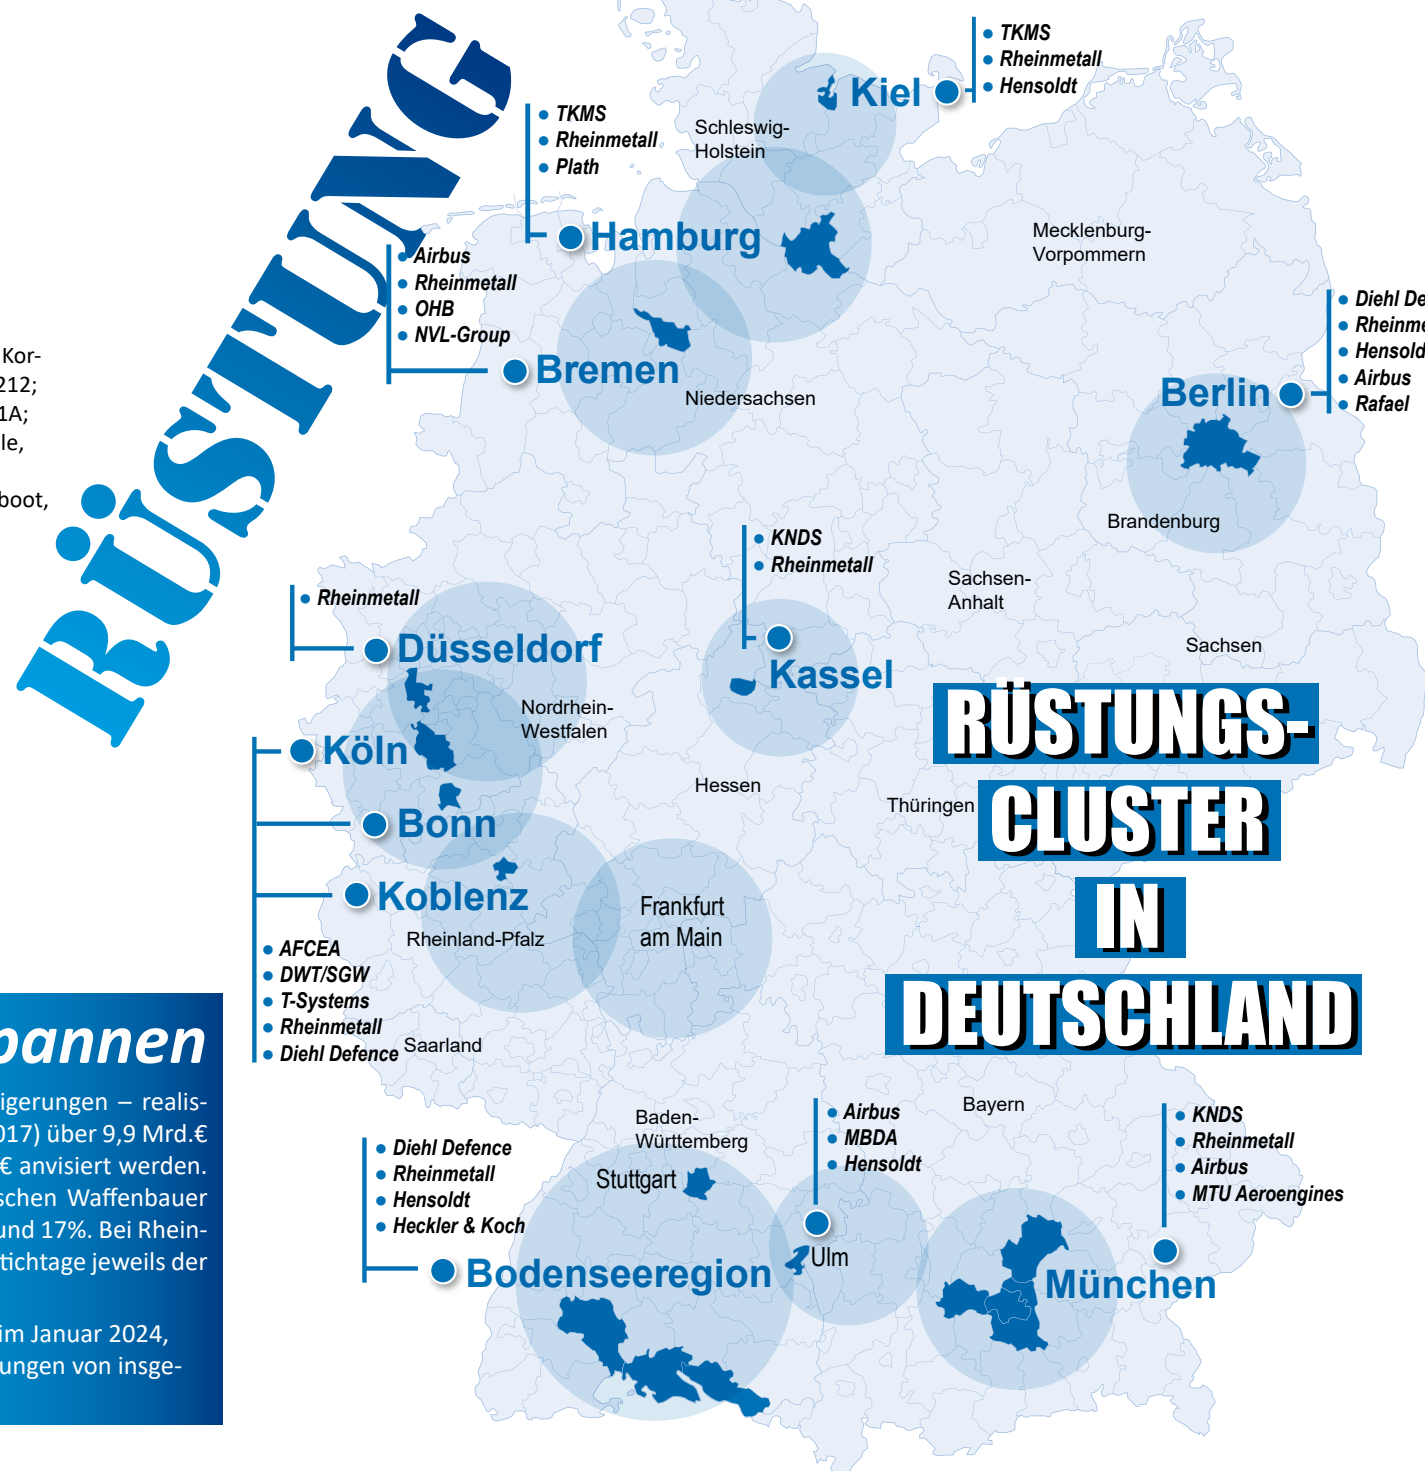 RÜSTUNG
TKMS
Rheinmetall
Hensoldt
Kiel
TKMS
Rheinmetall
Plath
Schleswig-
Holstein
Hamburg
Mecklenburg-
Vorpommern
Airbus
Rheinmetall
OHB
NVL-Group
Bremen
Niedersachsen
Diehl De
Rheinme
Hensold
Airbus
Rafael
Berlin
Brandenburg
Kor-
212;
1A;
le,
boot,
KNDS
Rheinmetall
Kassel
Sachsen-
Anhalt
Sachsen
Rheinmetall
Düsseldorf
Nordrhein-
Westfalen
Köln
Bonn
Koblenz
Hessen
Thüringen
RÜSTUNGS-
CLUSTER
IN
DEUTSCHLAND
Frankfurt
am Main
Rheinland-Pfalz
AFCEA
DWT/SGW
T-Systems
Rheinmetall
Diehl Defence
Saarland
pannen
igerungen – realis-
017) über 9,9 Mrd.€
€ anvisiert werden.
schen Waffenbauer
und 17%. Bei Rhein-
tichtage jeweils der
im Januar 2024,
ungen von insge-
Baden-
Württemberg
Stuttgart
Diehl Defence
Rheinmetall
Hensoldt
Heckler & Koch
Bodenseeregion
Airbus
MBDA
Hensoldt
Ulm
Bayern
KNDS
Rheinmetall
Airbus
MTU Aeroengines
München